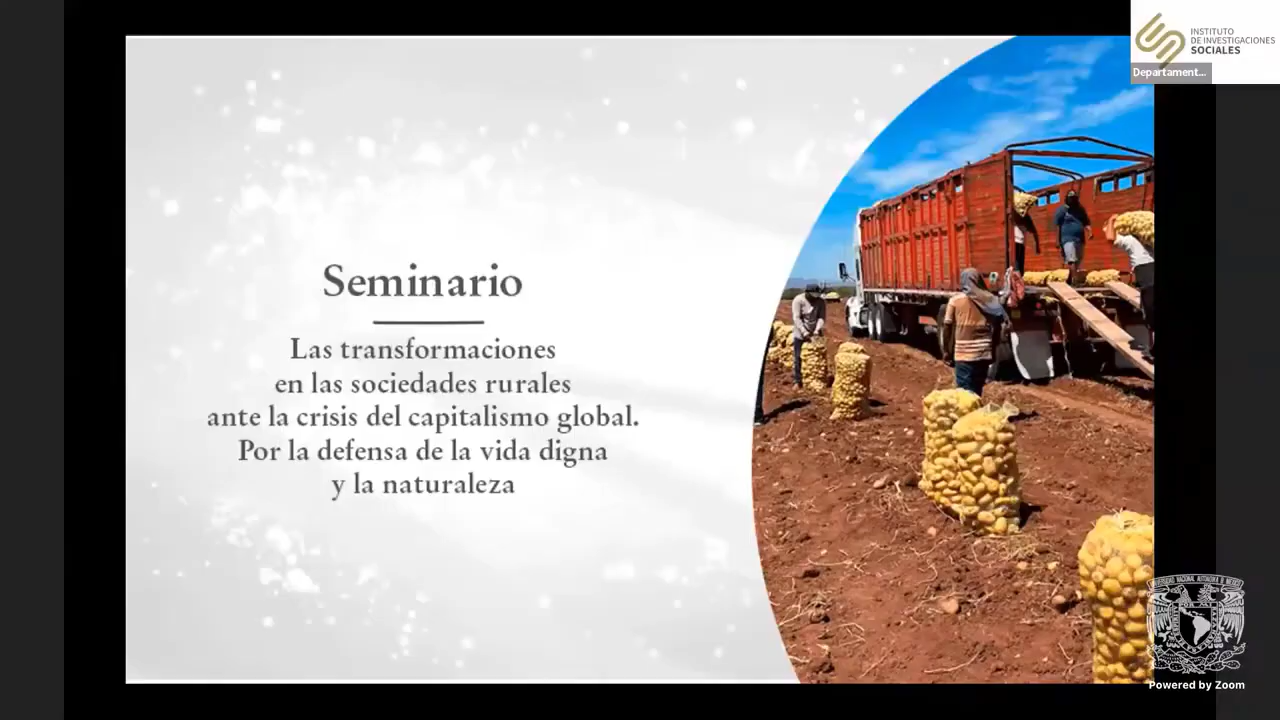 INSTITUTO
DE INVESTIGACIONES
SOCIALES
Departament...
Seminario
Las transformaciones
en las sociedades rurales
ante la crisis del capitalismo global.
Por la defensa de la vida digna
y la naturaleza
Powered by Zoom